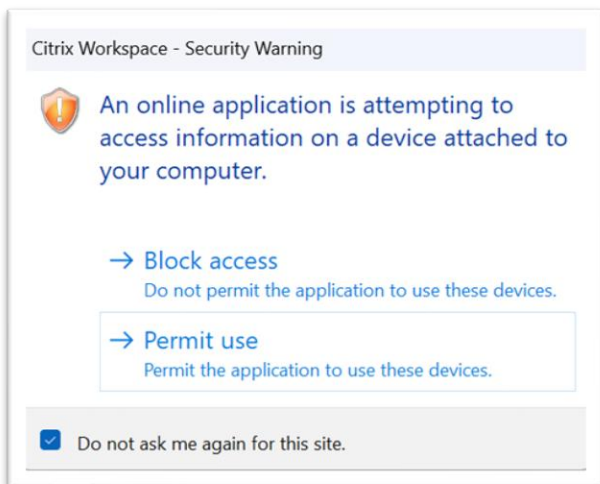 Citrix Workspace - Security Warning
An online application is attempting to
access information on a device attached to
your computer.
→ Block access
Do not permit the application to use these devices.
→ Permit use
Permit the application to use these devices.
Do not ask me again for this site.